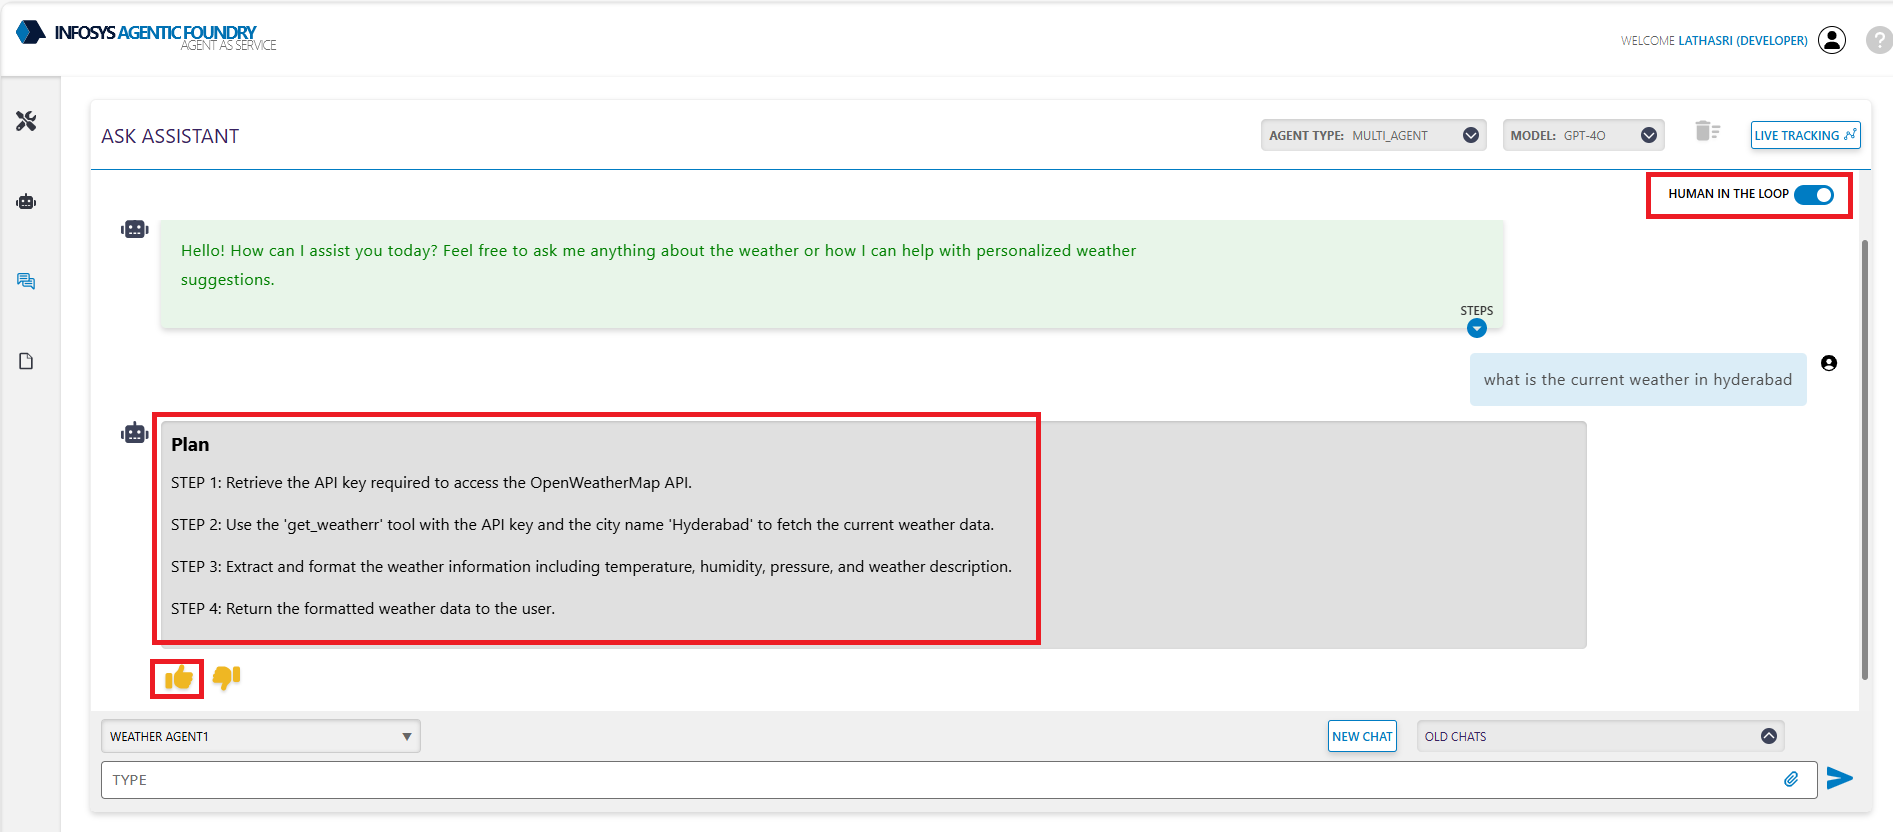 INFOSYS AGENTIC FOUNDRY
AGENT AS SERVICE
WELCOME LATHASRI (DEVELOPER)
?
ASK ASSISTANT
AGENT TYPE: MULTI_AGENT
MODEL: GPT-4O
LIVE TRACKING
HUMAN IN THE LOOP
Hello! How can I assist you today? Feel free to ask me anything about the weather or how I can help with personalized weather
suggestions.
STEPS
what is the current weather in hyderabad
Plan
STEP 1: Retrieve the API key required to access the OpenWeatherMap API.
STEP 2: Use the 'get_weatherr' tool with the API key and the city name 'Hyderabad' to fetch the current weather data.
STEP 3: Extract and format the weather information including temperature, humidity, pressure, and weather description.
STEP 4: Return the formatted weather data to the user.
WEATHER AGENT1
NEW CHAT
OLD CHATS
TYPE